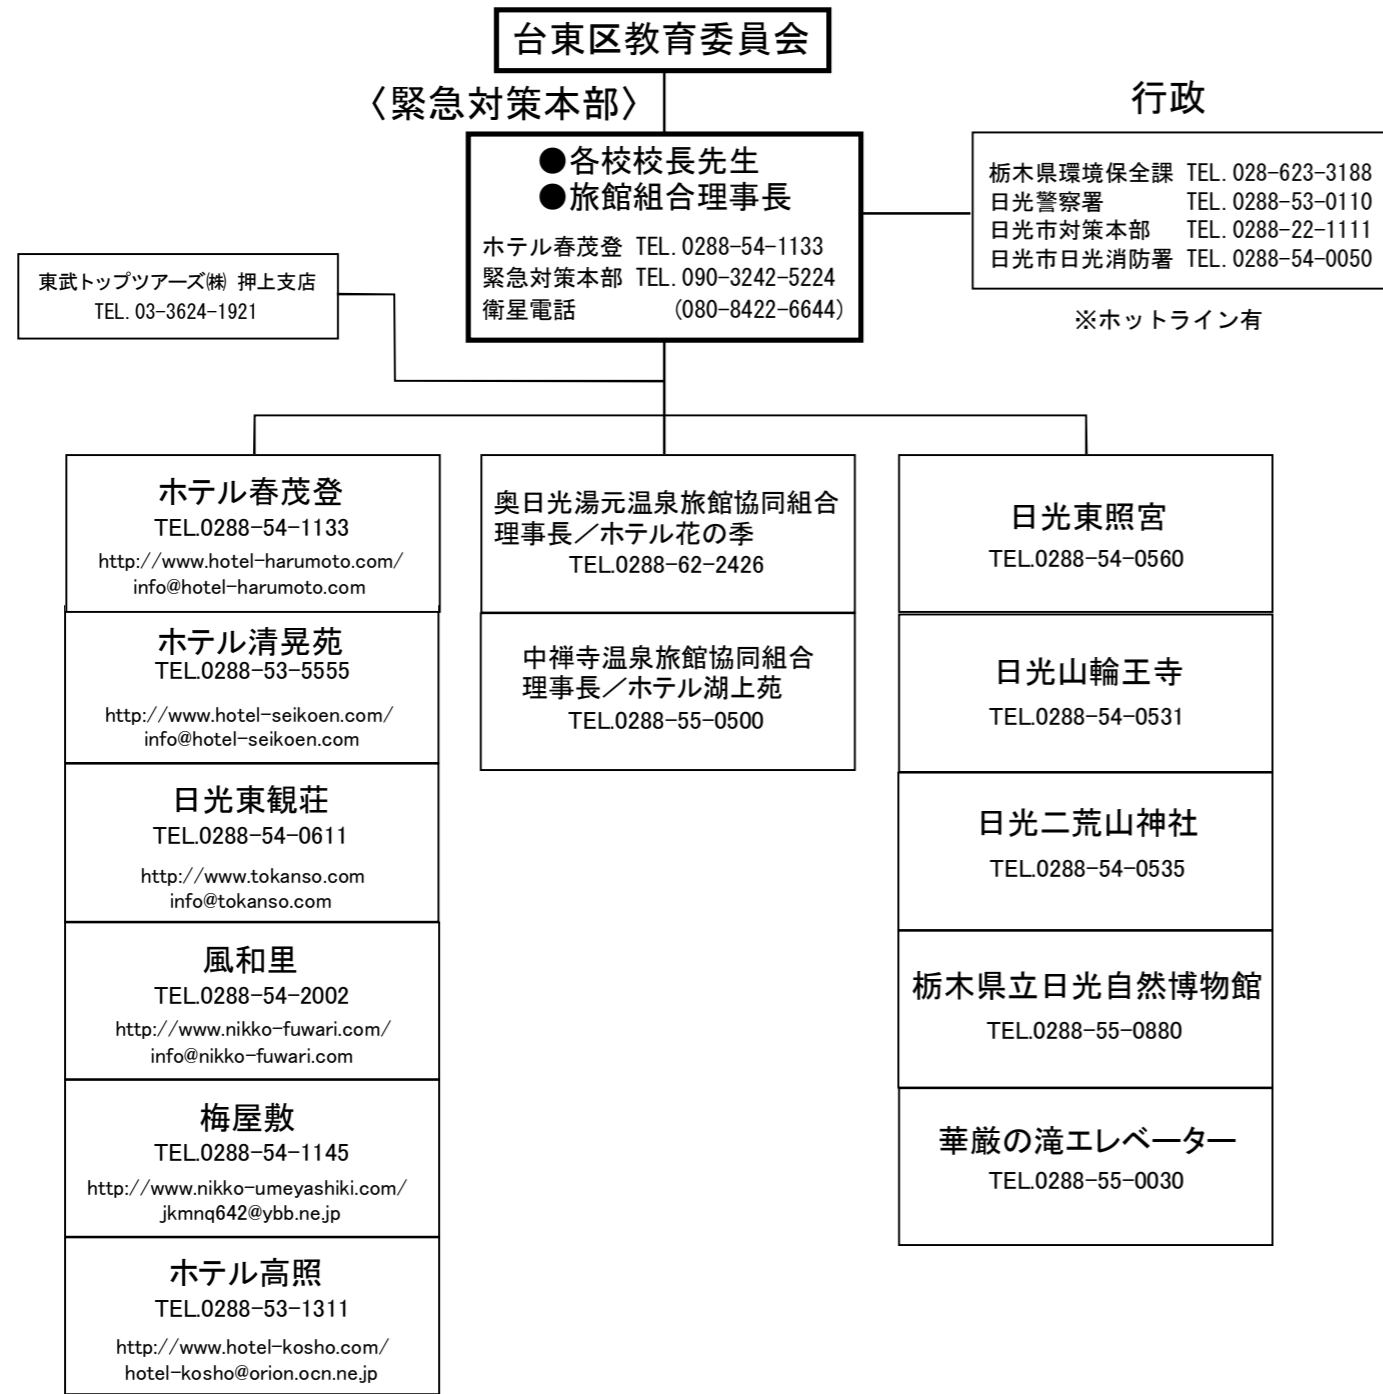 台東区教育委員会
〈緊急対策本部〉
●各校校長先生
●旅館組合理事長
ホテル春茂登 TEL.0288-54-1133
緊急対策本部 TEL.090-3242-5224
衛星電話 (080-8422-6644)
行政
栃木県環境保全課 TEL.028-623-3188
日光警察署 TEL.0288-53-0110
日光市対策本部 TEL.0288-22-1111
日光市日光消防署 TEL.0288-54-0050
※ホットライン有
東武トップツアーズ㈱ 押上支店
TEL.03-3624-1921
ホテル春茂登
TEL.0288-54-1133
http://www.hotel-harumoto.com/
info@hotel-harumoto.com
ホテル清晃苑
TEL.0288-53-5555
http://www.hotel-seikoen.com/
info@hotel-seikoen.com
日光東観荘
TEL.0288-54-0611
http://www.tokanso.com
info@tokanso.com
風和里
TEL.0288-54-2002
http://www.nikko-fuwari.com/
info@nikko-fuwari.com
梅屋敷
TEL.0288-54-1145
http://www.nikko-umeyashiki.com/
jkmnq642@ybb.ne.jp
ホテル高照
TEL.0288-53-1311
http://www.hotel-kosho.com/
hotel-kosho@orion.ocn.ne.jp
奥日光湯元温泉旅館協同組合
理事長／ホテル花の季
TEL.0288-62-2426
中禅寺温泉旅館協同組合
理事長／ホテル湖上苑
TEL.0288-55-0500
日光東照宮
TEL.0288-54-0560
日光山輪王寺
TEL.0288-54-0531
日光二荒山神社
TEL.0288-54-0535
栃木県立日光自然博物館
TEL.0288-55-0880
華厳の滝エレベーター
TEL.0288-55-0030